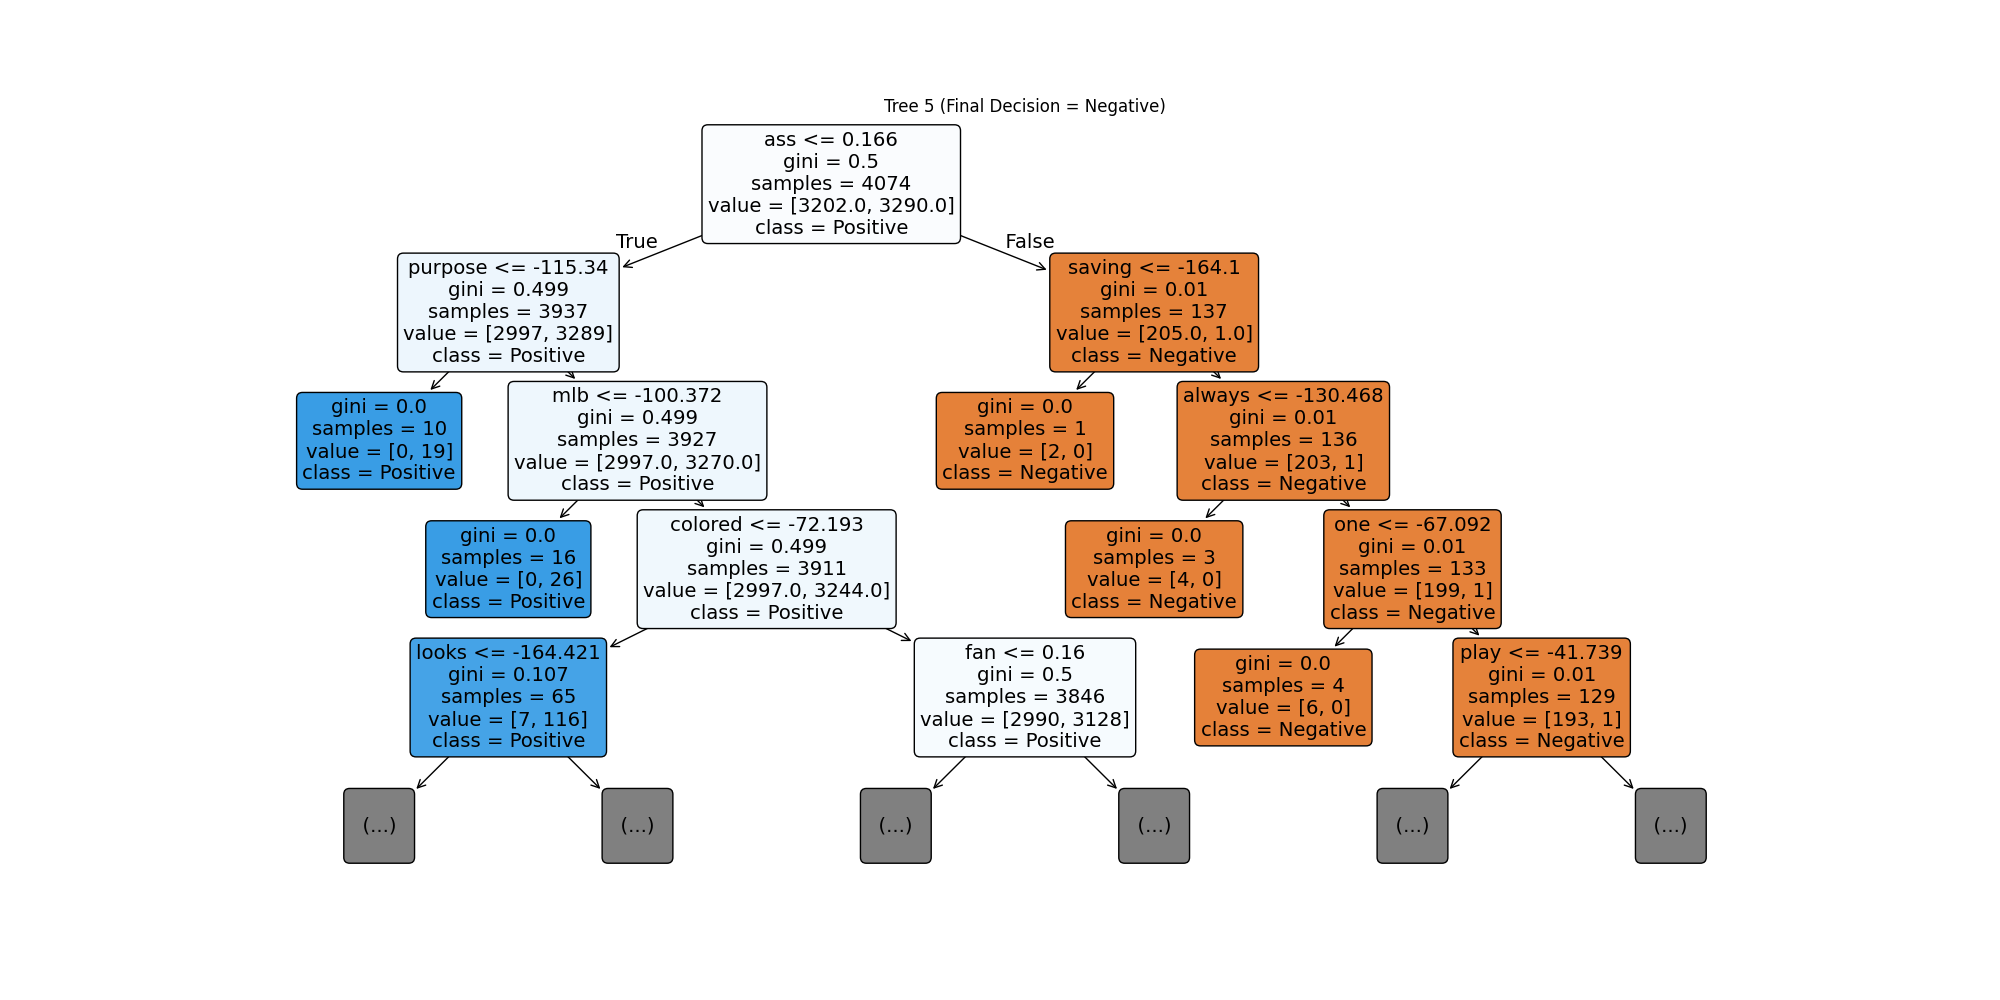 Tree 5 (Final Decision = Negative)
ass <= 0.166
gini = 0.5
samples = 4074
value = [3202.0, 3290.0]
class = Positive
True
False
purpose <= -115.34
gini = 0.499
samples = 3937
value = [2997, 3289]
class = Positive
saving <= -164.1
gini = 0.01
samples = 137
value = [205.0, 1.0]
class = Negative
gini = 0.0
samples = 10
value = [0, 19]
class = Positive
mlb <= -100.372
gini = 0.499
samples = 3927
value = [2997.0, 3270.0]
class = Positive
gini = 0.0
samples = 1
value = [2, 0]
class = Negative
always <= -130.468
gini = 0.01
samples = 136
value = [203, 1]
class = Negative
gini = 0.0
samples = 16
value = [0, 26]
class = Positive
colored <= -72.193
gini = 0.499
samples = 3911
value = [2997.0, 3244.0]
class = Positive
gini = 0.0
samples = 3
value = [4, 0]
class = Negative
one <= -67.092
gini = 0.01
samples = 133
value = [199, 1]
class = Negative
looks <= -164.421
gini = 0.107
samples = 65
value = [7, 116]
class = Positive
fan <= 0.16
gini = 0.5
samples = 3846
value = [2990, 3128]
class = Positive
gini = 0.0
samples = 4
value = [6, 0]
class = Negative
play <= -41.739
gini = 0.01
samples = 129
value = [193, 1]
class = Negative
(...)
(...)
(...)
(...)
(...)
(...)